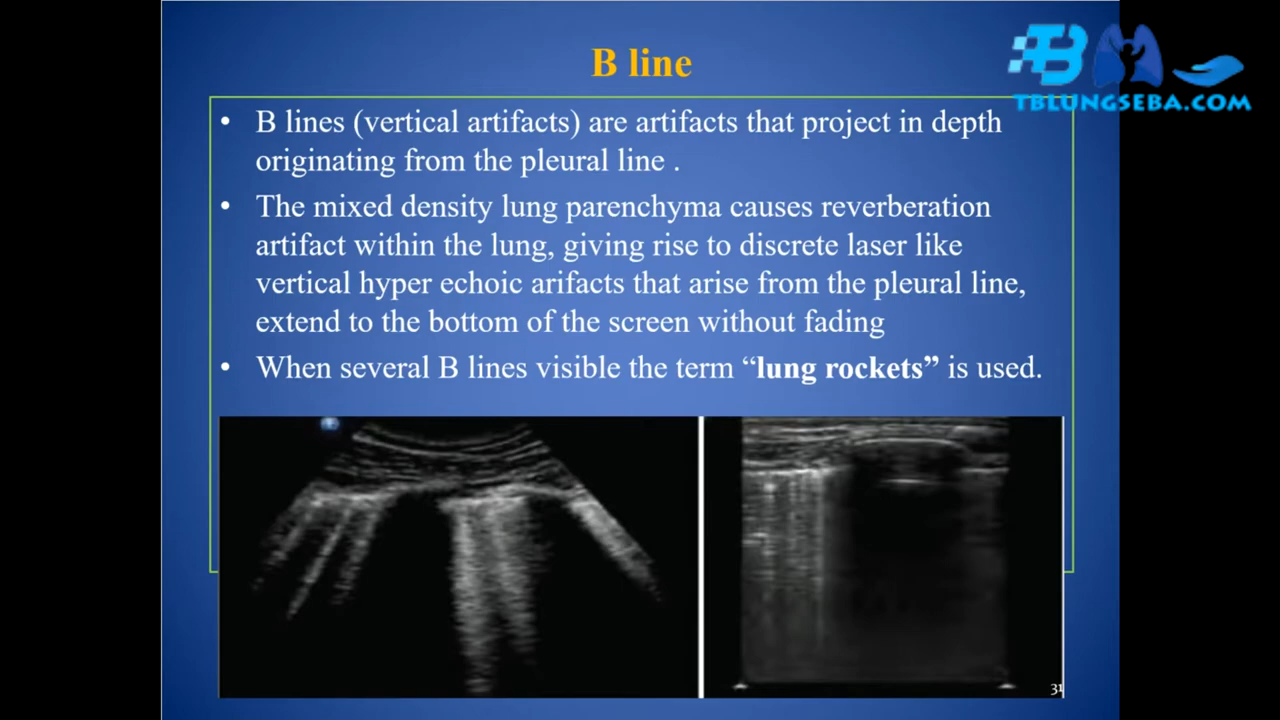 B line
TBLUNGSEBA.COM
• B lines (vertical artifacts) are artifacts that project in depth
originating from the pleural line .
• The mixed density lung parenchyma causes reverberation
artifact within the lung, giving rise to discrete laser like
vertical hyper echoic arifacts that arise from the pleural line,
extend to the bottom of the screen without fading
• When several B lines visible the term “lung rockets” is used.
31